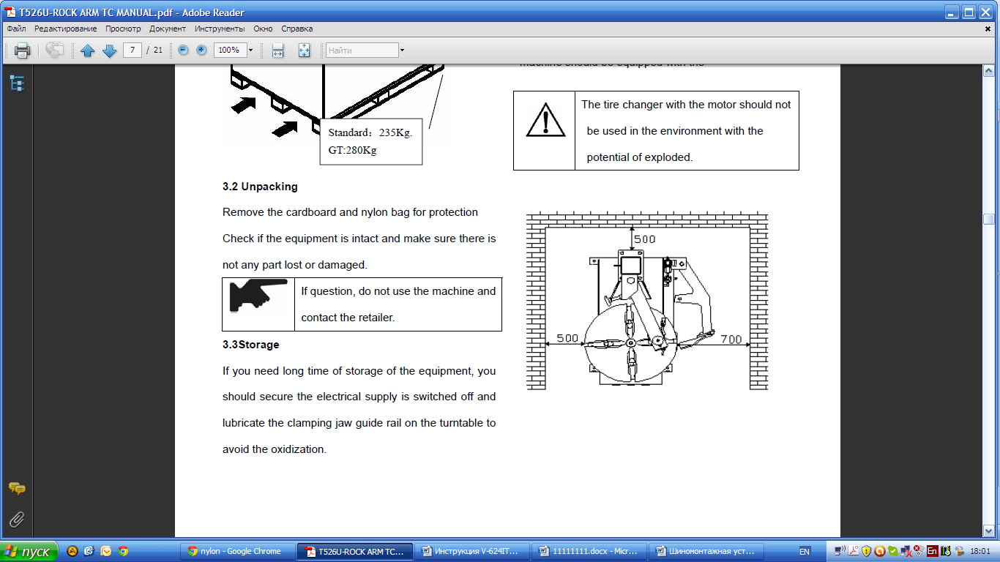 T526U-ROCK ARM TC MANUAL.pdf - Adobe Reader
Файл Редактирование Просмотр Документ Инструменты Окно Справка
7 / 21 100% Найти
Standard：235Kg.
GT:280Kg
3.2 Unpacking
Remove the cardboard and nylon bag for protection
Check if the equipment is intact and make sure there is
not any part lost or damaged.
If question, do not use the machine and
contact the retailer.
3.3Storage
If you need long time of storage of the equipment, you
should secure the electrical supply is switched off and
lubricate the clamping jaw guide rail on the turntable to
avoid the oxidization.
machine should be equipped with the
The tire changer with the motor should not
be used in the environment with the
potential of exploded.
500
500
700
пуск
nylon - Google Chrome
T526U-ROCK ARM TC...
Инструкция V-624IT...
11111111.docx - Micr...
Шиномонтажная уст...
EN
En
18:01